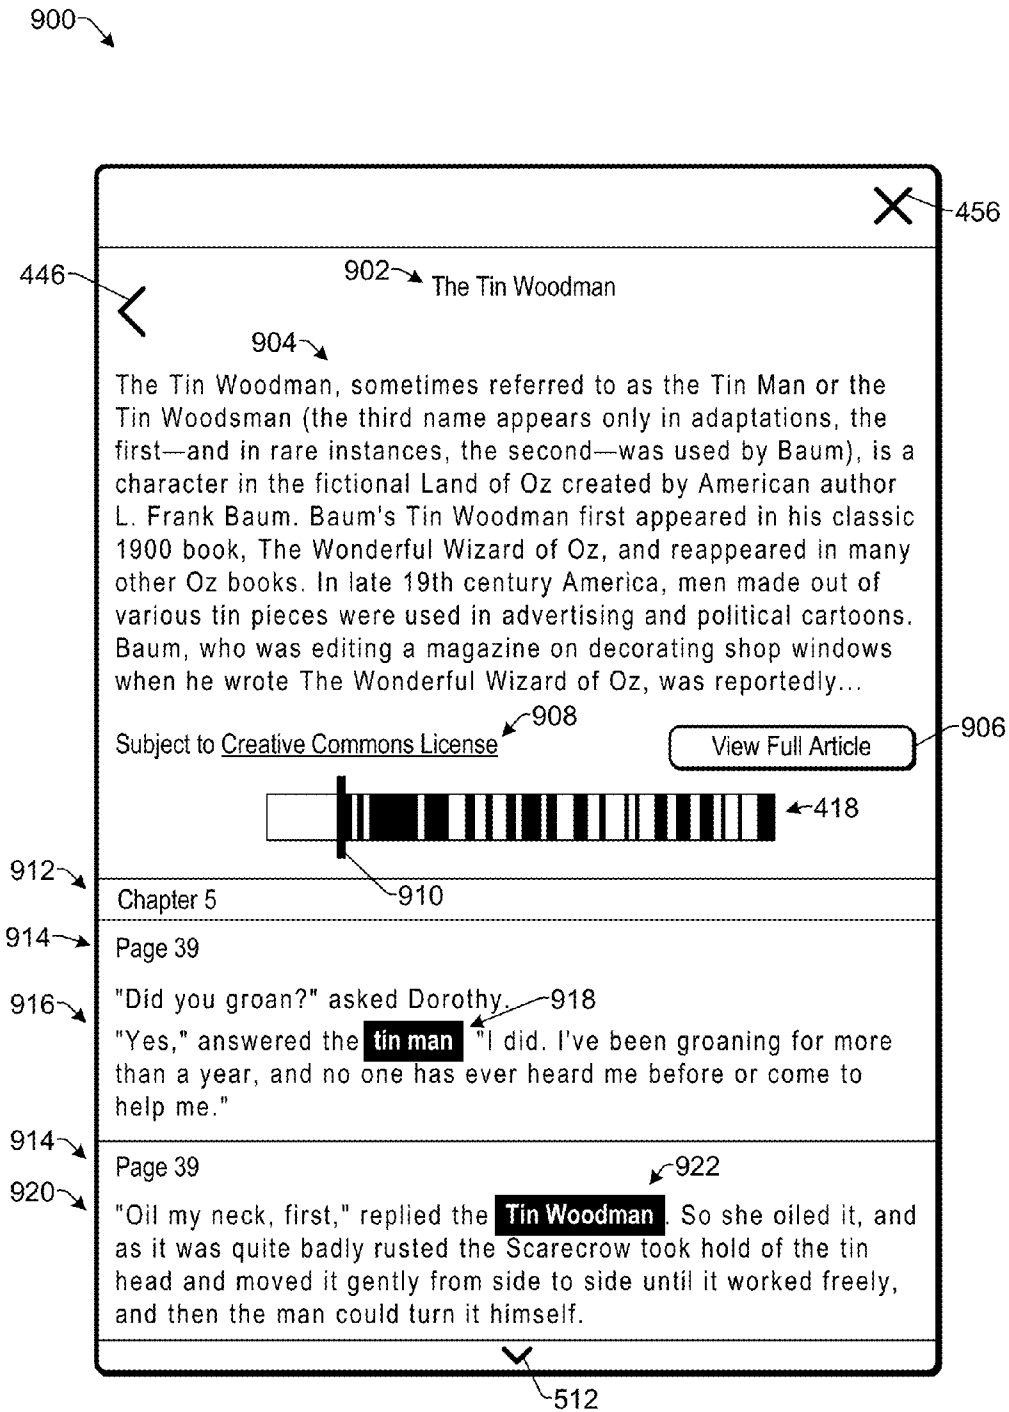 900
456
446
902
The Tin Woodman
904
The Tin Woodman, sometimes referred to as the Tin Man or the
Tin Woodsman (the third name appears only in adaptations, the
first—and in rare instances, the second—was used by Baum), is a
character in the fictional Land of Oz created by American author
L. Frank Baum. Baum's Tin Woodman first appeared in his classic
1900 book, The Wonderful Wizard of Oz, and reappeared in many
other Oz books. In late 19th century America, men made out of
various tin pieces were used in advertising and political cartoons.
Baum, who was editing a magazine on decorating shop windows
when he wrote The Wonderful Wizard of Oz, was reportedly...
908
Subject to Creative Commons License
View Full Article
906
418
910
912
Chapter 5
914
Page 39
"Did you groan?" asked Dorothy.
918
916
"Yes," answered the tin man "I did. I've been groaning for more
than a year, and no one has ever heard me before or come to
help me."
914
Page 39
922
920
"Oil my neck, first," replied the Tin Woodman. So she oiled it, and
as it was quite badly rusted the Scarecrow took hold of the tin
head and moved it gently from side to side until it worked freely,
and then the man could turn it himself.
512